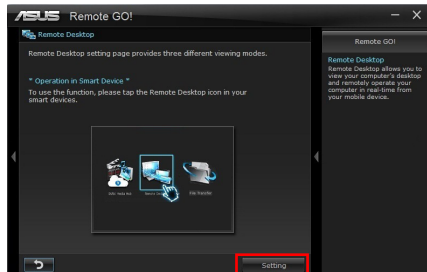 ASUS Remote GO!
Remote Desktop
Remote Desktop setting page provides three different viewing modes.
* Operation in Smart Device *
To use the function, please tap the Remote Desktop icon in your
smart devices.
File Transfer
Setting
Remote GO!
Remote Desktop
Remote Desktop allows you to
view your computer's desktop
and remotely operate your
computer in real-time from
your mobile device.